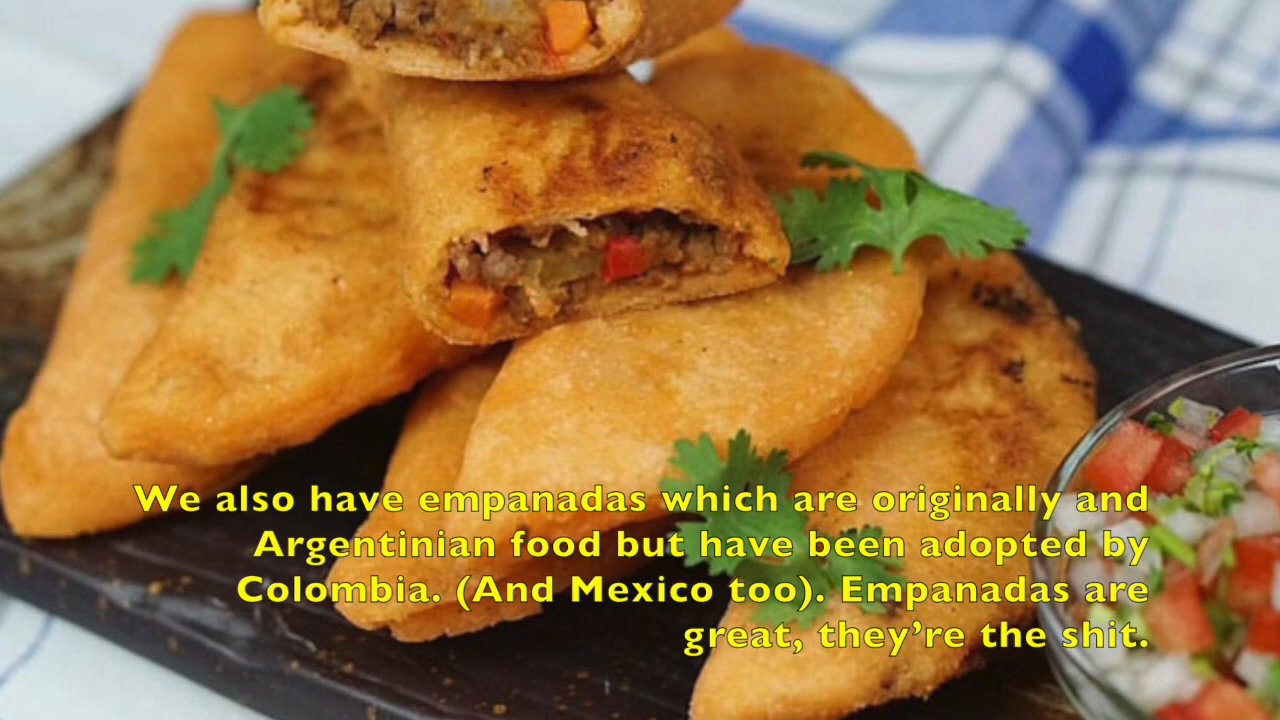 We also have empanadas which are originally and
Argentinian food but have been adopted by
Colombia. (And Mexico too). Empanadas are
great, they’re the shit.